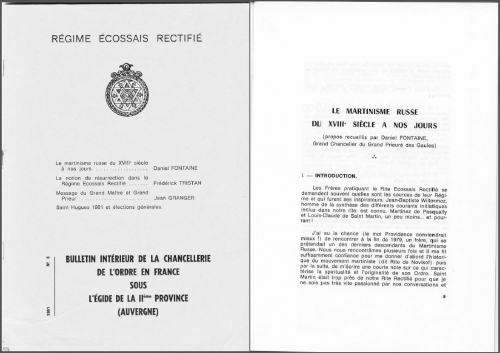 RÉGIME ÉCOSSAIS RECTIFIÉ
Le martinisme russe du XVIIIᵉ siècle
à nos jours Daniel FONTAINE
La notion de résurrection dans le
Régime Ecossais Rectifié Frédérick TRISTAN
Message du Grand Maître et Grand
Prieur Jean GRANGER
Saint Hugues 1981 et élections générales.
BULLETIN INTÉRIEUR DE LA CHANCELLERIE
DE L'ORDRE EN FRANCE
SOUS
L'ÉGIDE DE LA IIème PROVINCE
(AUVERGNE)
1981
LE MARTINISME RUSSE
DU XVIIIᵉ SIÈCLE A NOS JOURS
(propos recueillis par Daniel FONTAINE,
Grand Chancelier du Grand Prieuré des Gaules)
I — INTRODUCTION.
Les Frères pratiquant le Rite Ecossais Rectifié se
demandent souvent quelles sont les sources de leur Régi-
me et qui furent ses inspirateurs. Jean-Baptiste Willermoz,
homme de la synthèse des différents courants initiatiques
inclus dans notre rite, est connu. Martinez de Pasqually
et Louis-Claude de Saint Martin, un peu moins... et pour-
tant !
J'ai eu la chance (le mot Providence conviendrait
mieux !) de rencontrer à la fin de 1979, un frère, qui se
prétendait un des derniers descendants du Martinisme
Russe. Nous nous rencontrâmes plusieurs fois et il eut
suffisamment confiance pour me donner d'abord l'histori-
que du mouvement martiniste (dit Rite de Novikof) puis
par la suite, de m'écrire une courte note sur ce qui carac-
térise la spiritualité et l'originalité de son Ordre. Saint
Martin était trop près de notre Rite Rectifié pour que je
ne sois pas très vite passionné par nos conversations et